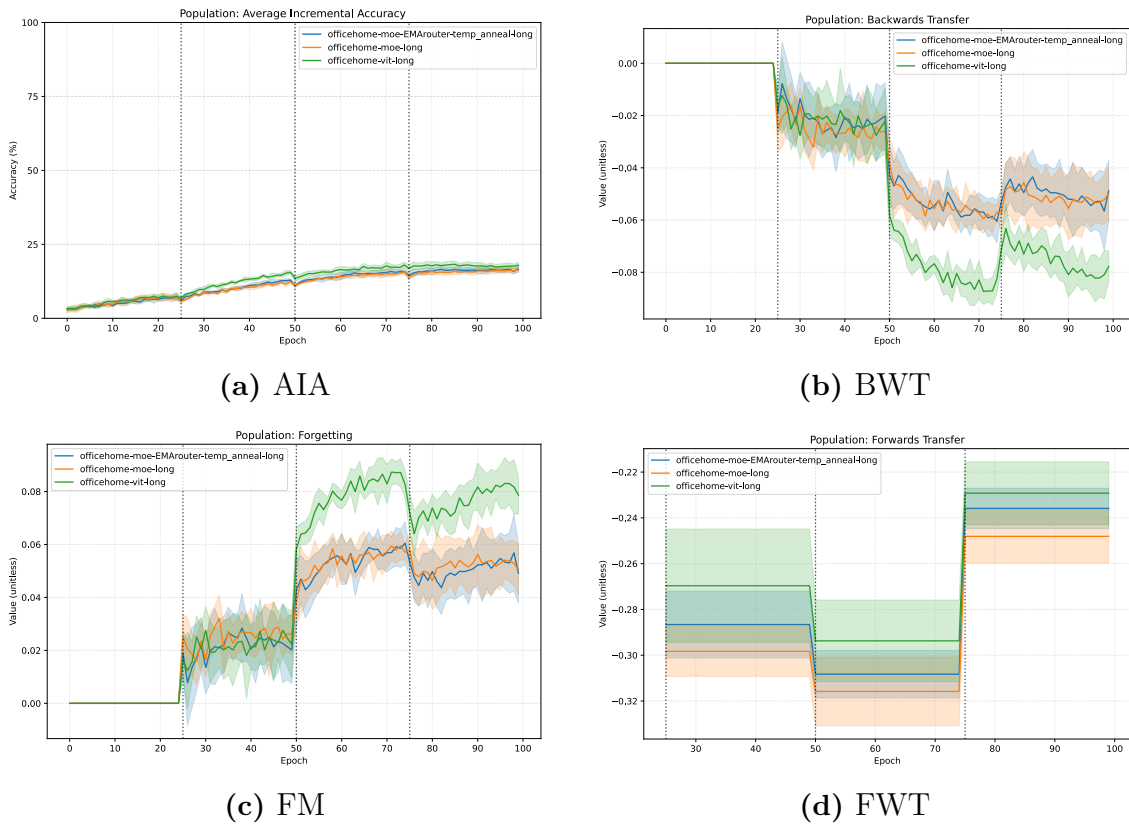 Population: Average Incremental Accuracy
officehome-moe-EMArouter-temp_anneal-long
officehome-moe-long
officehome-vit-long
100
75
50
25
0
Accuracy (%)
0 10 20 30 40 50 60 70 80 90 100
Epoch
(a) AIA
Population: Backwards Transfer
officehome-moe-EMArouter-temp_anneal-long
officehome-moe-long
officehome-vit-long
0.00
−0.02
−0.04
−0.06
−0.08
Value (unitless)
0 10 20 30 40 50 60 70 80 90 100
Epoch
(b) BWT
Population: Forgetting
officehome-moe-EMArouter-temp_anneal-long
officehome-moe-long
officehome-vit-long
0.08
0.06
0.04
0.02
0.00
Value (unitless)
0 10 20 30 40 50 60 70 80 90 100
Epoch
(c) FM
Population: Forwards Transfer
officehome-moe-EMArouter-temp_anneal-long
officehome-moe-long
officehome-vit-long
−0.22
−0.24
−0.26
−0.28
−0.30
−0.32
Value (unitless)
30 40 50 60 70 80 90 100
Epoch
(d) FWT